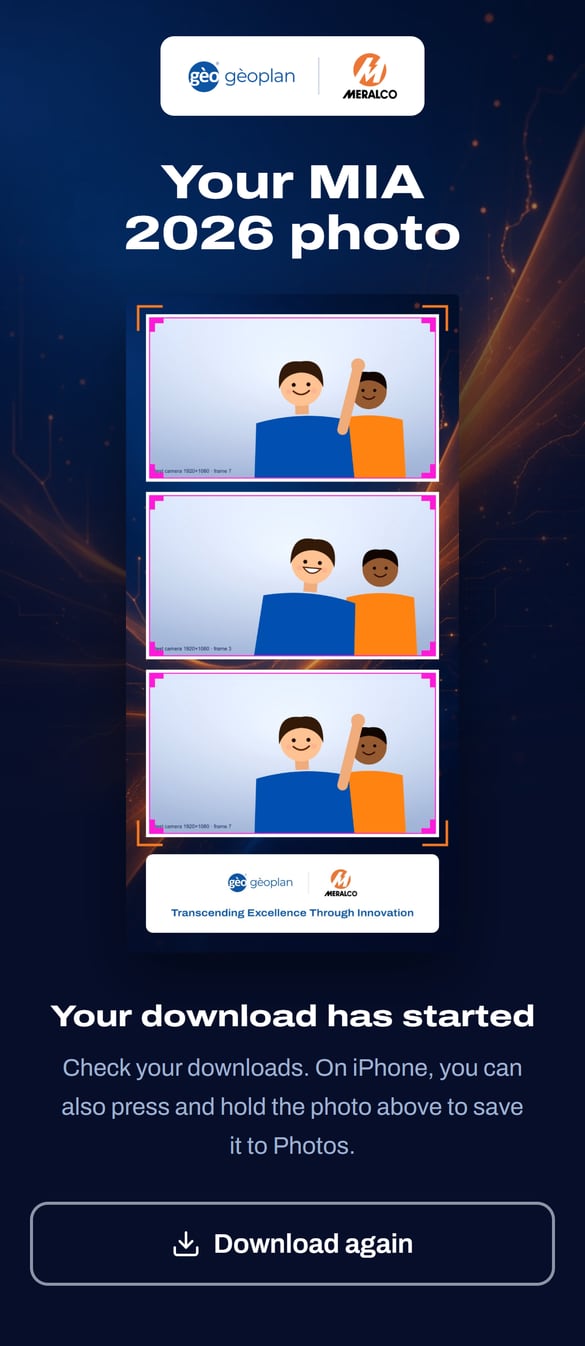 gèo gèoplan
MERALCO
Your MIA
2026 photo
camera 1920×1080 · frame 7
camera 1920×1080 · frame 3
camera 1920×1080 · frame 7
gèo gèoplan
MERALCO
Transcending Excellence Through Innovation
Your download has started
Check your downloads. On iPhone, you can
also press and hold the photo above to save
it to Photos.
Download again